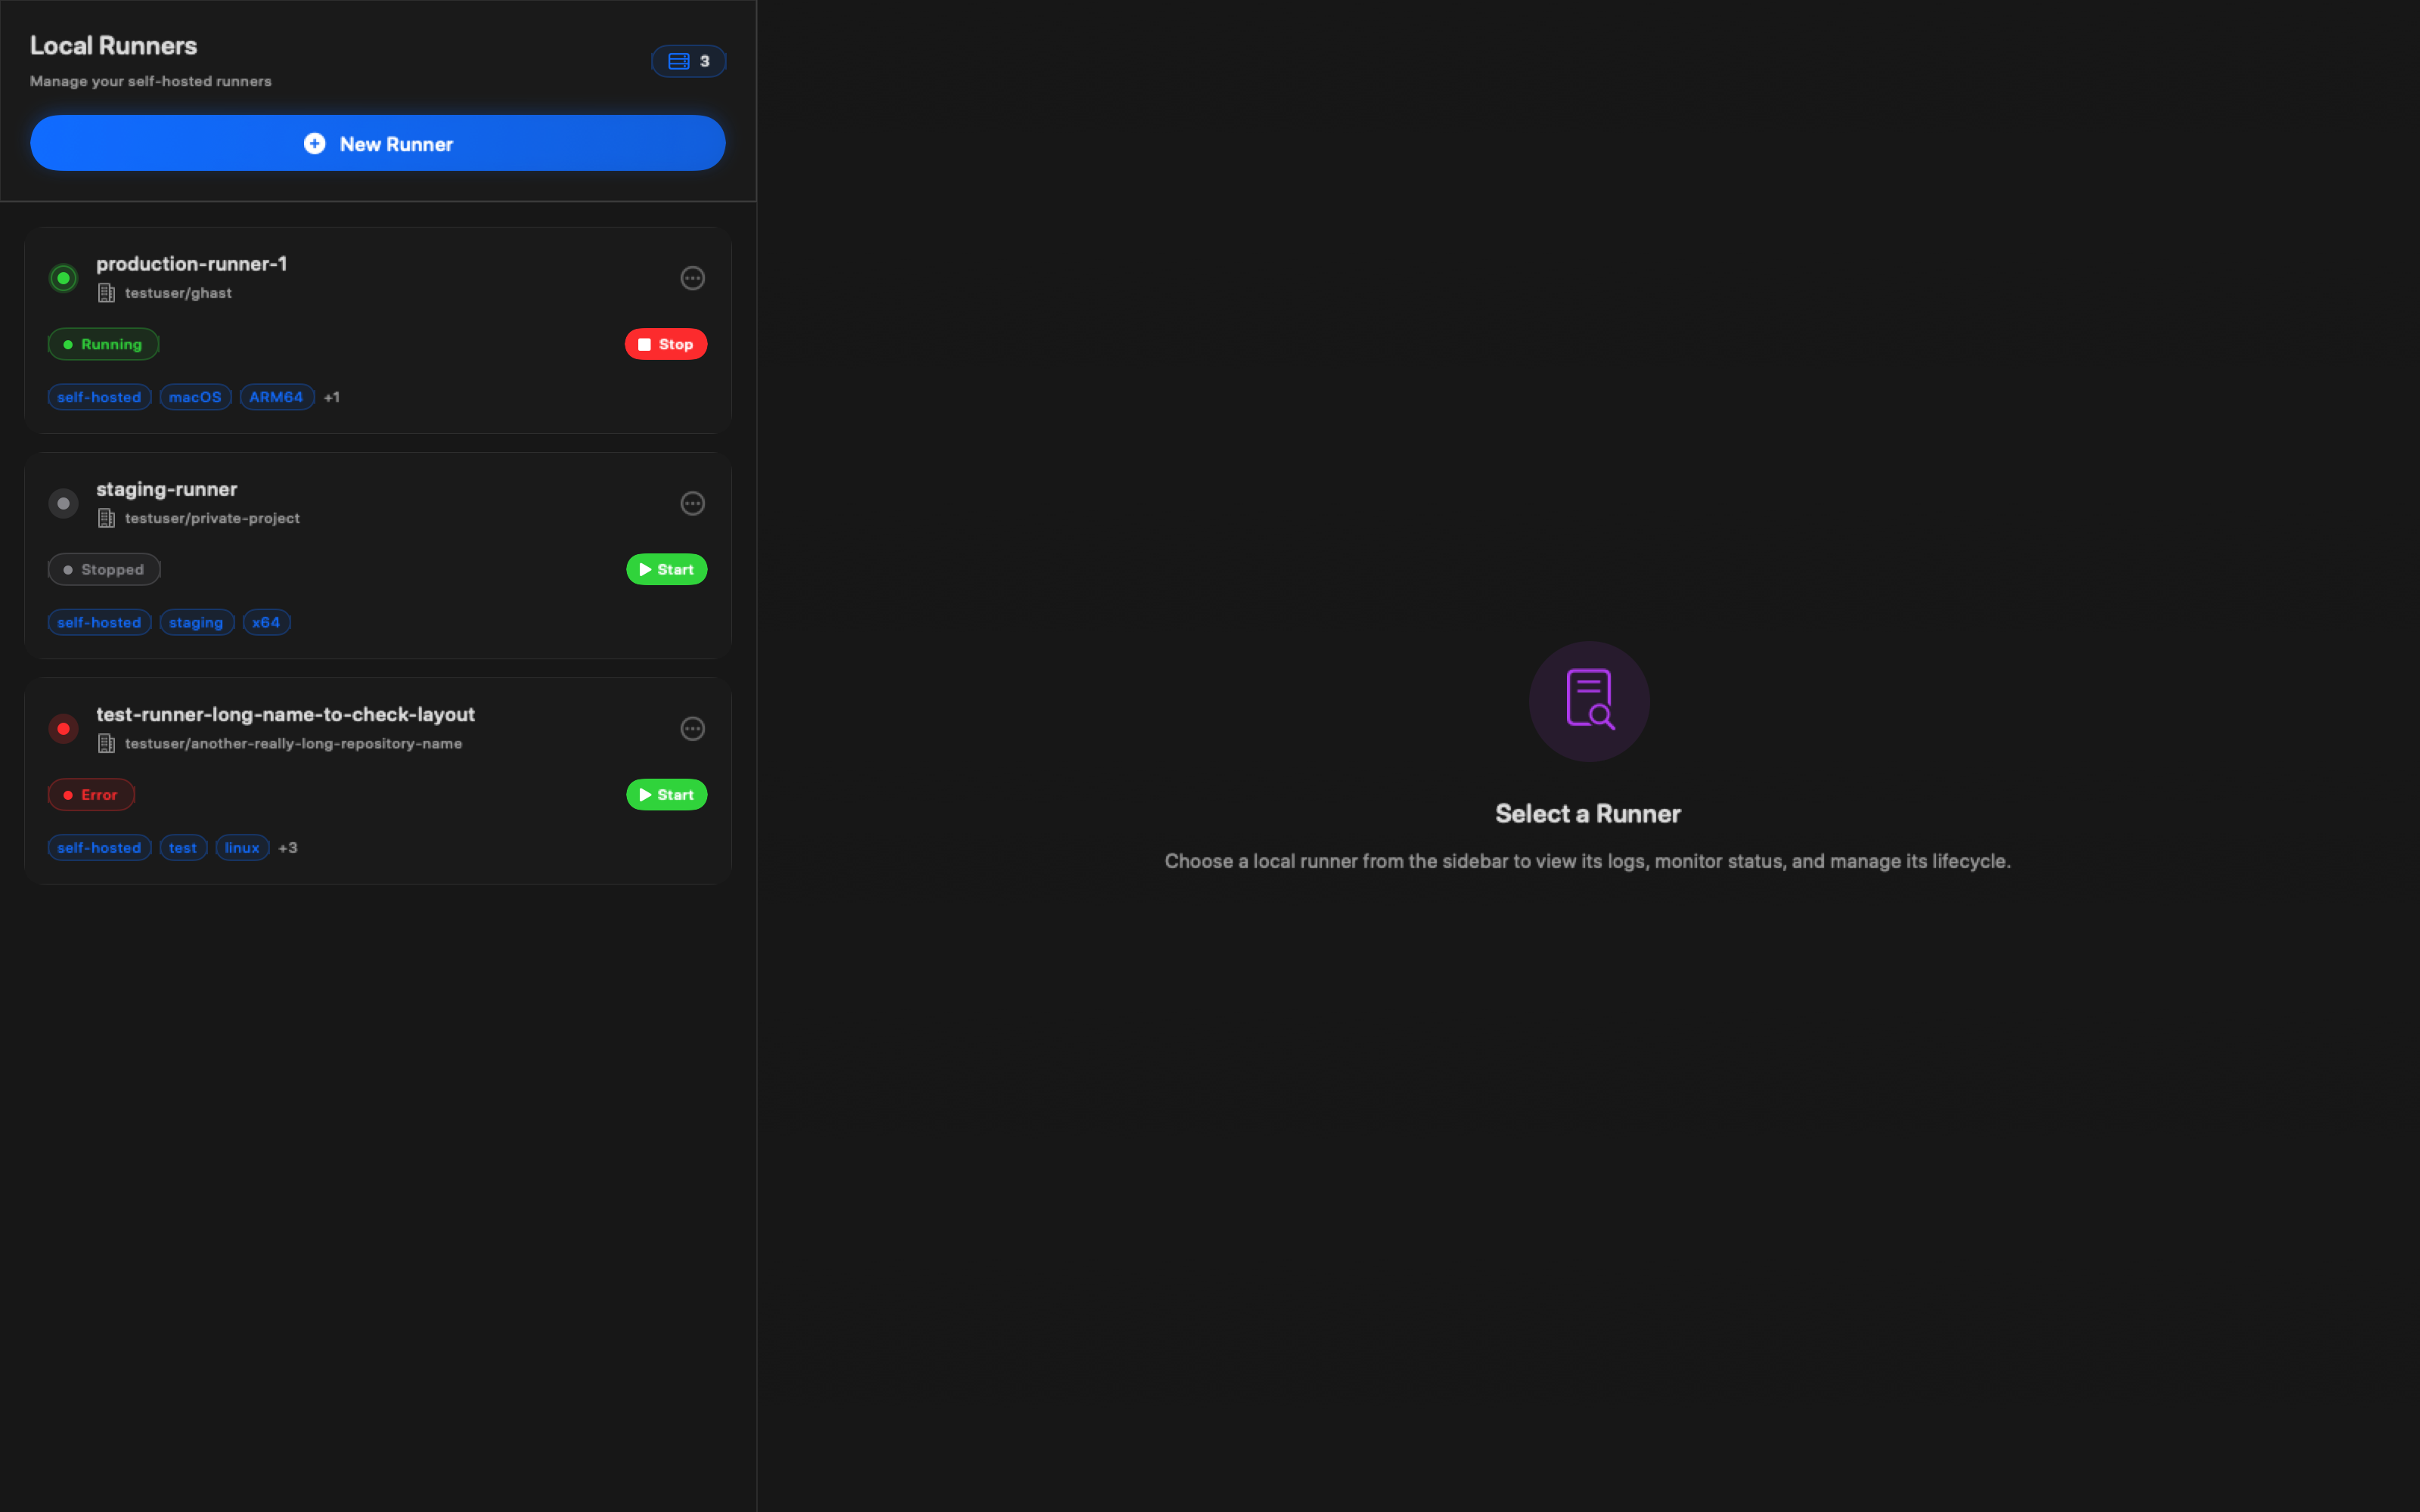 Local Runners
3
Manage your self-hosted runners
New Runner
production-runner-1
testuser/ghast
Running
Stop
self-hosted macOS ARM64 +1
staging-runner
testuser/private-project
Stopped
Start
self-hosted staging x64
test-runner-long-name-to-check-layout
testuser/another-really-long-repository-name
Error
Start
self-hosted test linux +3
Select a Runner
Choose a local runner from the sidebar to view its logs, monitor status, and manage its lifecycle.